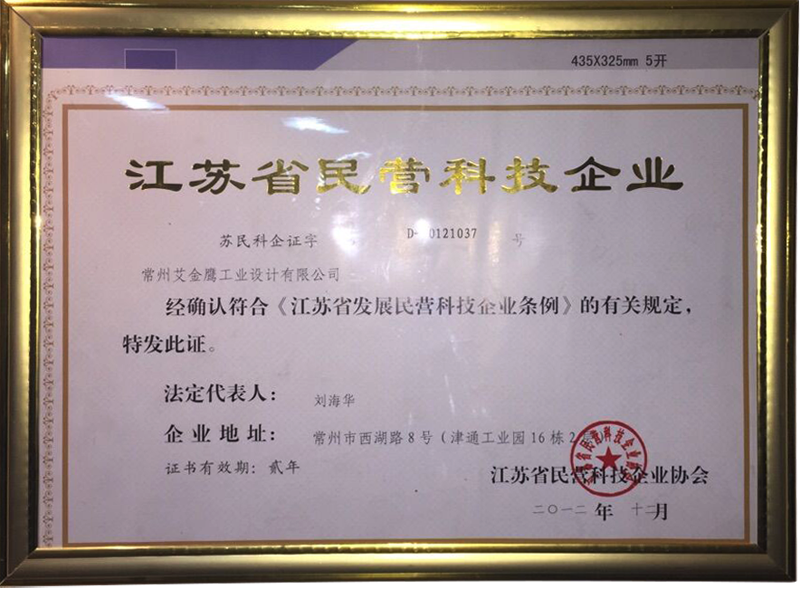 435X325mm 5开
江苏省民营科技企业
苏民科企证字 D- 0121037 号
常州艾金鹰工业设计有限公司
经确认符合《江苏省发展民营科技企业条例》的有关规定，
特发此证。
法定代表人： 刘海华
企业地址： 常州市西湖路8号（津通工业园16栋2
证书有效期：贰年
江苏省民营科技企业协会
二〇一二年 十二月